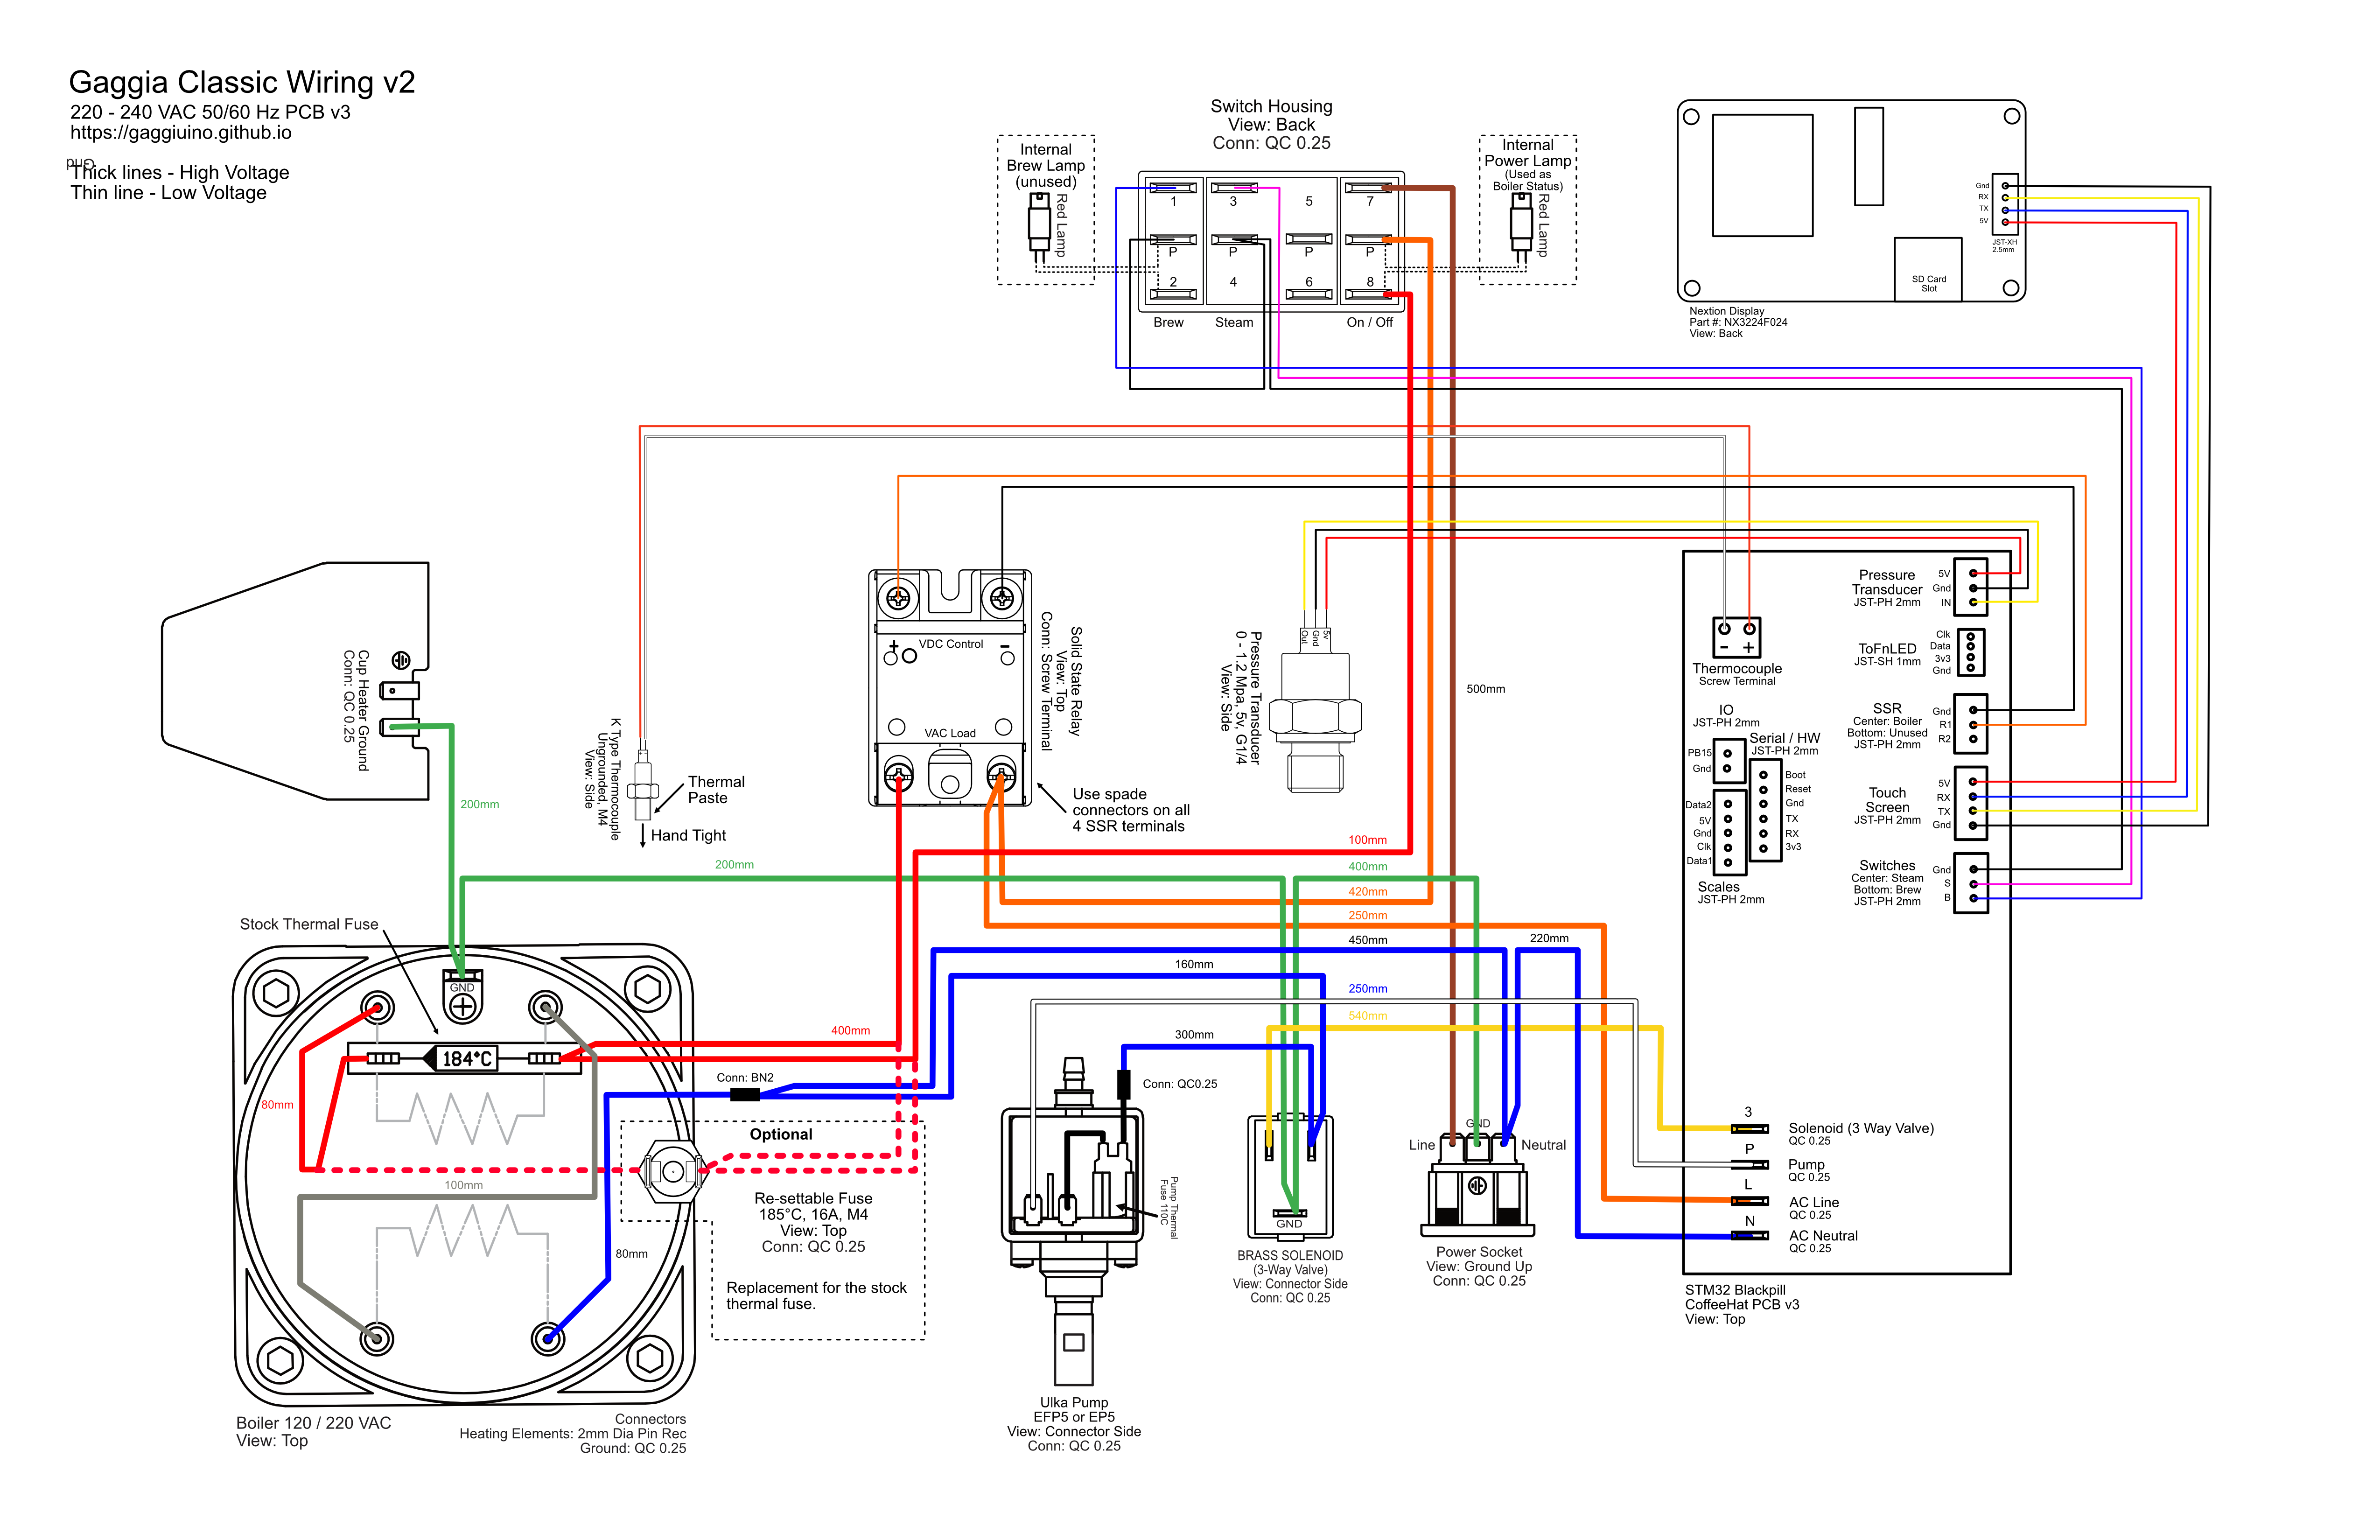 Gaggia Classic Wiring v2
220 - 240 VAC 50/60 Hz PCB v3
https://gaggiuino.github.io
Gnd
Thick lines - High Voltage
Thin line - Low Voltage
Switch Housing
View: Back
Conn: QC 0.25
Internal
Brew Lamp
(unused)
Red Lamp
1
3
5
7
P
P
P
P
2
4
6
8
Brew
Steam
On / Off
Internal
Power Lamp
(Used as
Boiler Status)
Red Lamp
Gnd
RX
TX
5V
JST-XH
2.5mm
SD Card
Slot
Nextion Display
Part #: NX3224F024
View: Back
Cup Heater Ground
Conn: QC 0.25
200mm
K Type Thermocouple
Ungrounded, M4
View: Side
Thermal
Paste
Hand Tight
+
VDC Control
-
VAC Load
Solid State Relay
View: Top
Conn: Screw Terminal
Use spade
connectors on all
4 SSR terminals
Out
Gnd
5v
Pressure Transducer
0 - 1.2 Mpa, 5v, G1/4
View: Side
500mm
Pressure
Transducer
JST-PH 2mm
5V
Gnd
IN
ToFnLED
JST-SH 1mm
Clk
Data
3v3
Gnd
-
+
Thermocouple
Screw Terminal
SSR
Center: Boiler
Bottom: Unused
JST-PH 2mm
Gnd
R1
R2
IO
JST-PH 2mm
PB15
Gnd
Serial / HW
JST-PH 2mm
Boot
Reset
Gnd
TX
RX
3v3
Data2
5V
Gnd
Clk
Data1
Scales
JST-PH 2mm
Touch
Screen
JST-PH 2mm
5V
RX
TX
Gnd
Switches
Center: Steam
Bottom: Brew
JST-PH 2mm
Gnd
S
B
200mm
100mm
400mm
420mm
250mm
450mm
220mm
160mm
250mm
540mm
400mm
300mm
Stock Thermal Fuse
GND
184°C
80mm
100mm
80mm
Conn: BN2
Optional
Re-settable Fuse
185°C, 16A, M4
View: Top
Conn: QC 0.25
Replacement for the stock
thermal fuse.
Boiler 120 / 220 VAC
View: Top
Connectors
Heating Elements: 2mm Dia Pin Rec
Ground: QC 0.25
Conn: QC0.25
Pump Thermal
Fuse 110C
Ulka Pump
EFP5 or EP5
View: Connector Side
Conn: QC 0.25
GND
BRASS SOLENOID
(3-Way Valve)
View: Connector Side
Conn: QC 0.25
Line
GND
Neutral
Power Socket
View: Ground Up
Conn: QC 0.25
3
Solenoid (3 Way Valve)
QC 0.25
P
Pump
QC 0.25
L
AC Line
QC 0.25
N
AC Neutral
QC 0.25
STM32 Blackpill
CoffeeHat PCB v3
View: Top